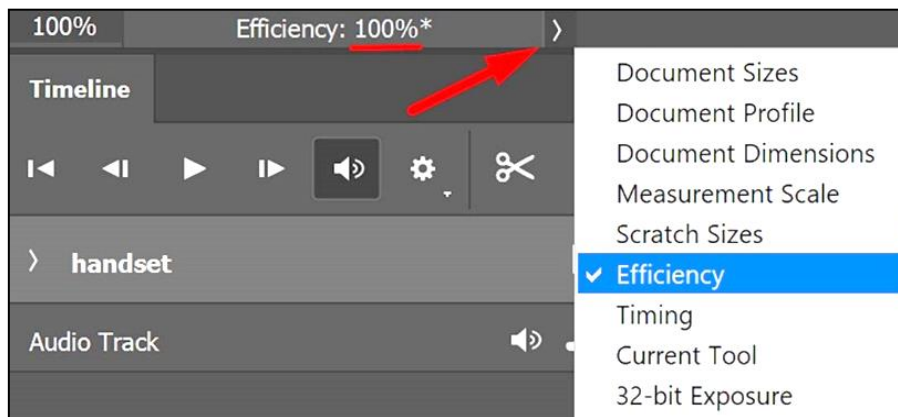 100%
Efficiency: 100%*
Timeline
handset
Audio Track
Document Sizes
Document Profile
Document Dimensions
Measurement Scale
Scratch Sizes
Efficiency
Timing
Current Tool
32-bit Exposure